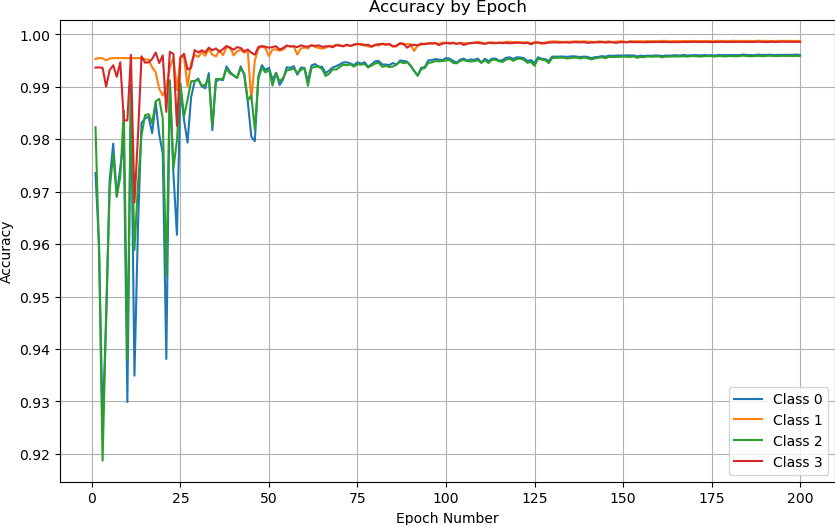 Accuracy by Epoch
1.00
0.99
0.98
0.97
0.96
0.95
0.94
0.93
0.92
Accuracy
0 25 50 75 100 125 150 175 200
Epoch Number
Class 0
Class 1
Class 2
Class 3